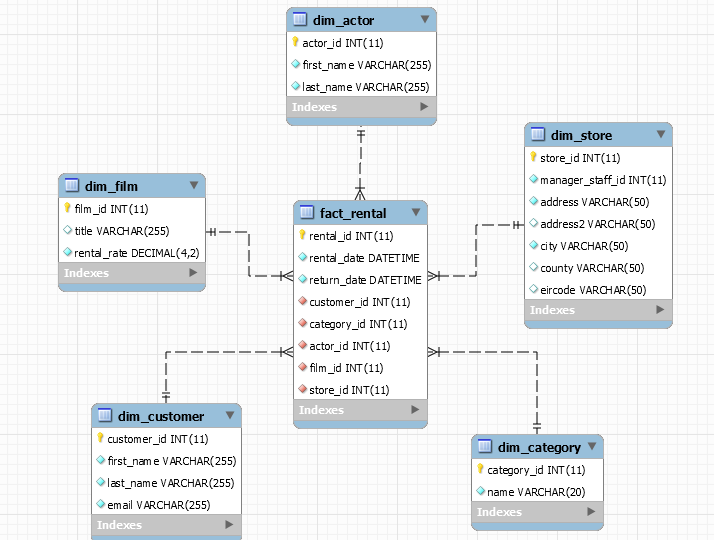 dim_actor
actor_id INT(11)
first_name VARCHAR(255)
last_name VARCHAR(255)
Indexes
dim_store
store_id INT(11)
manager_staff_id INT(11)
address VARCHAR(50)
address2 VARCHAR(50)
city VARCHAR(50)
county VARCHAR(50)
eircode VARCHAR(50)
Indexes
dim_film
film_id INT(11)
title VARCHAR(255)
rental_rate DECIMAL(4,2)
Indexes
fact_rental
rental_id INT(11)
rental_date DATETIME
return_date DATETIME
customer_id INT(11)
category_id INT(11)
actor_id INT(11)
film_id INT(11)
store_id INT(11)
Indexes
dim_customer
customer_id INT(11)
first_name VARCHAR(255)
last_name VARCHAR(255)
email VARCHAR(255)
Indexes
dim_category
category_id INT(11)
name VARCHAR(20)
Indexes